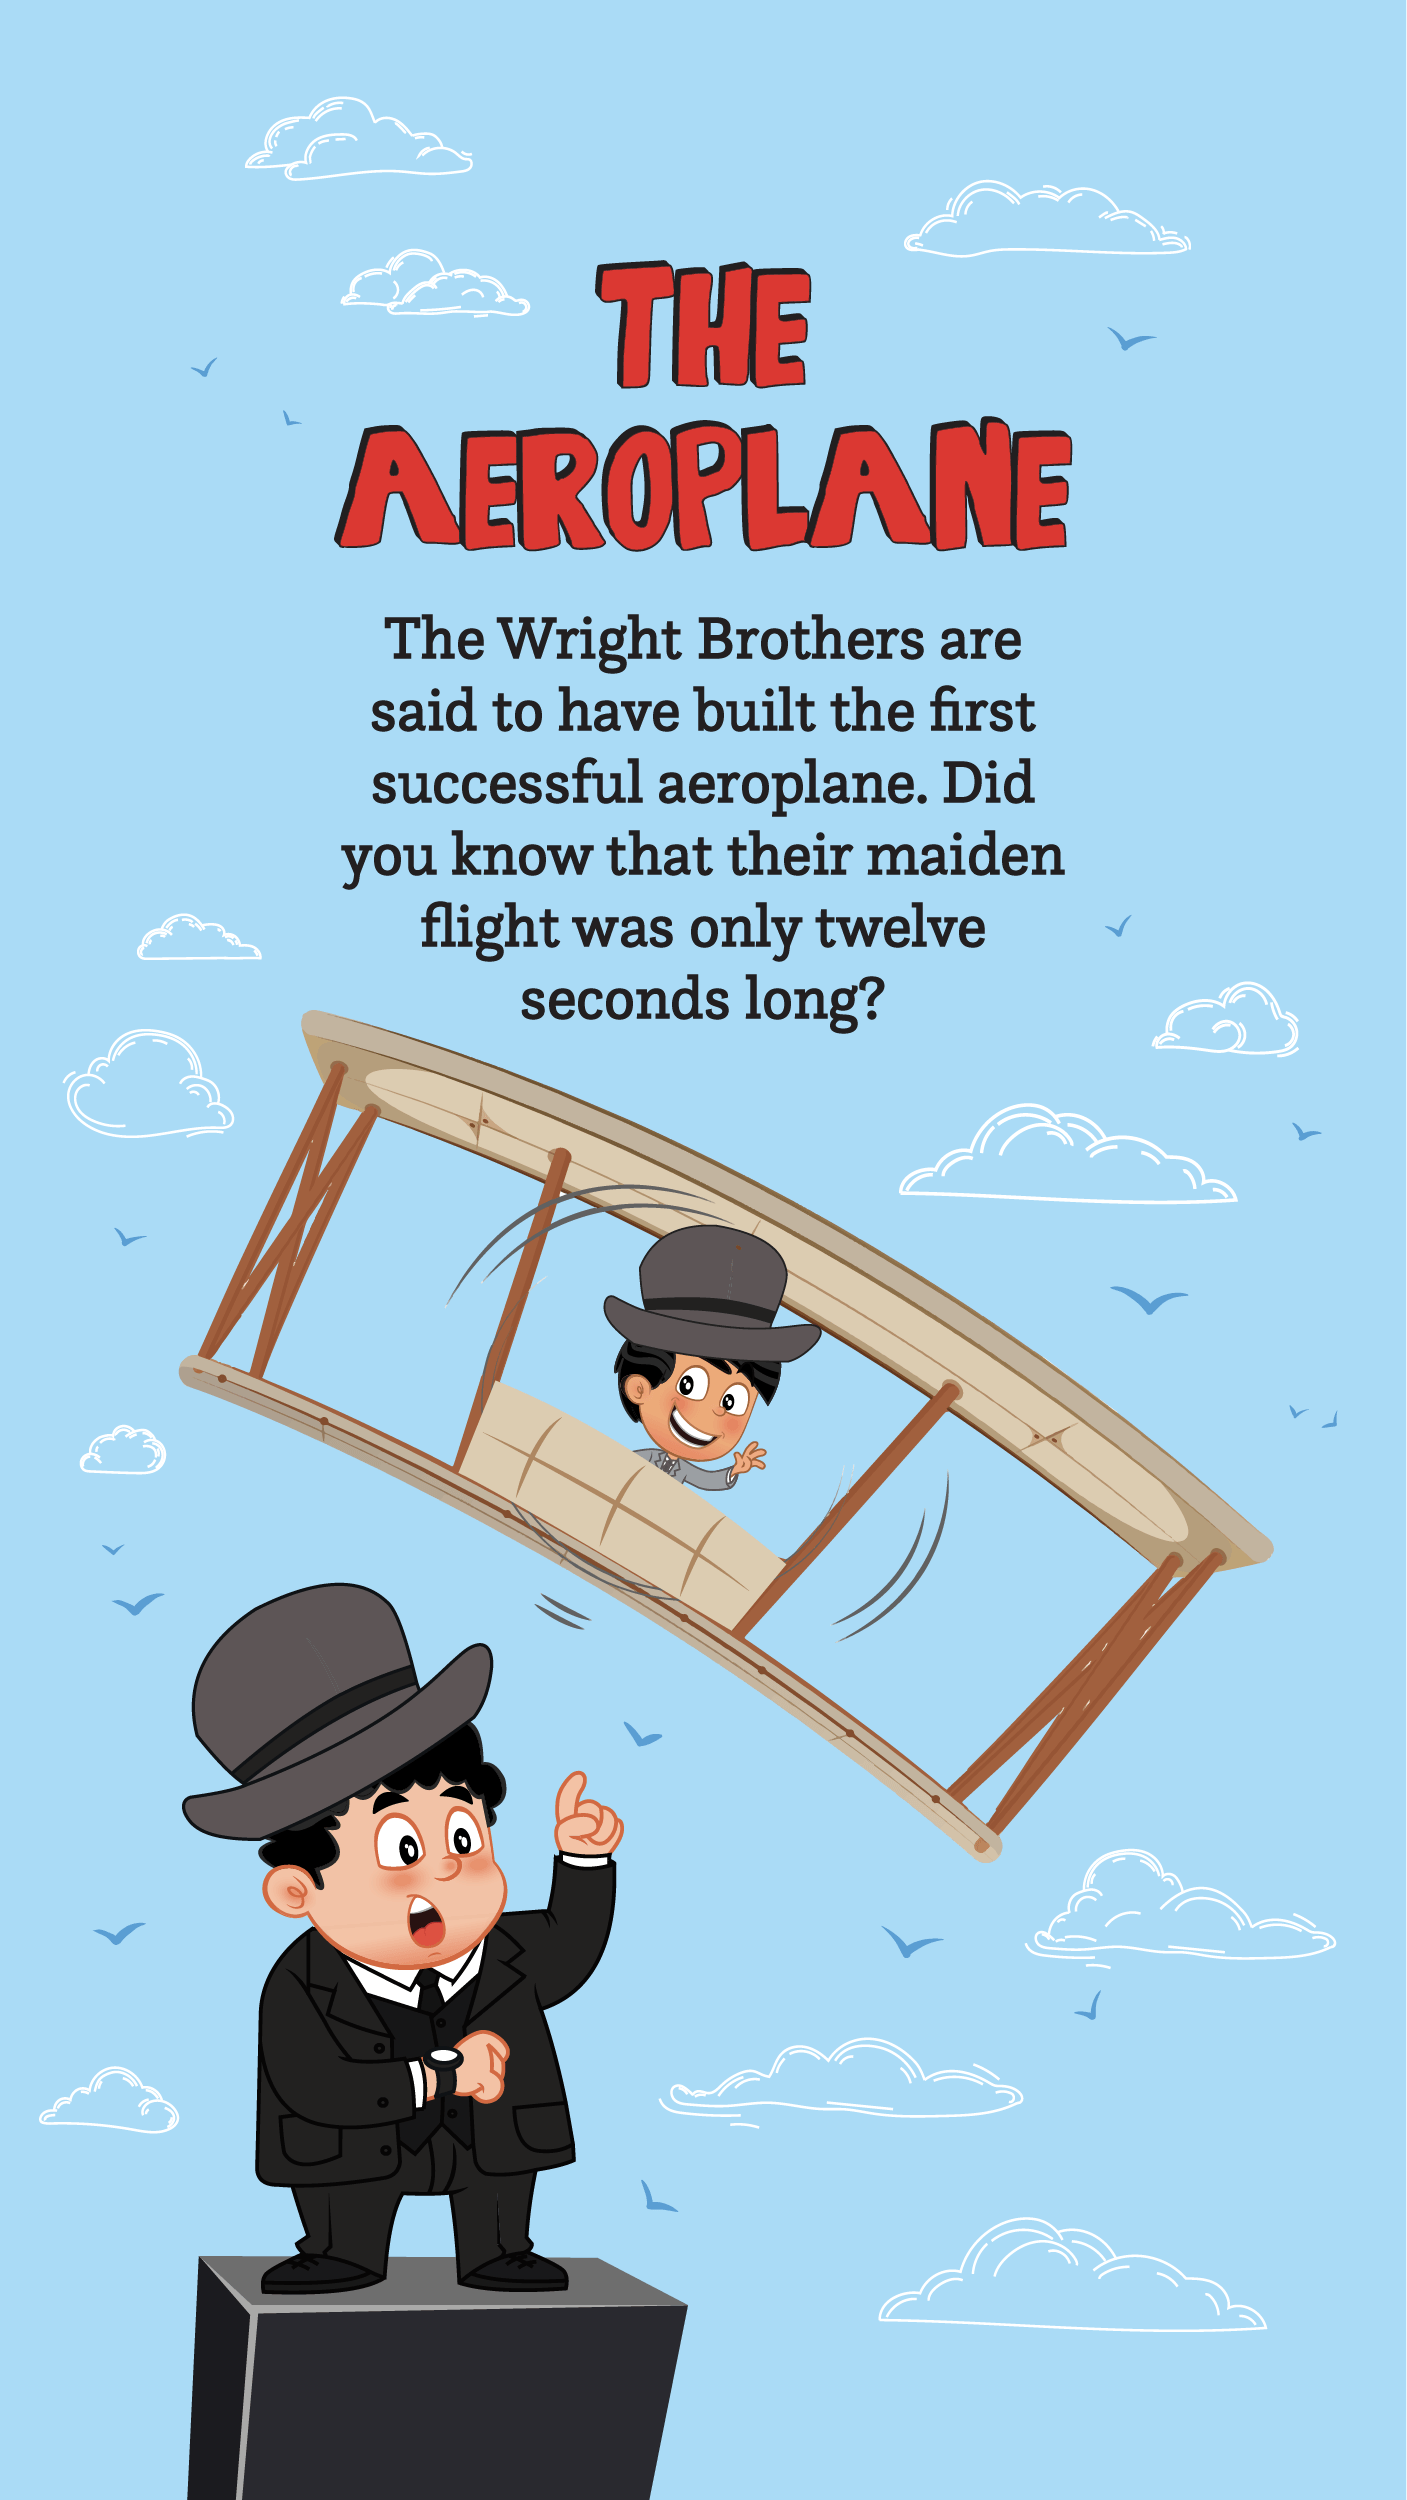 THE
AEROPLANE
The Wright Brothers are
said to have built the first
successful aeroplane. Did
you know that their maiden
flight was only twelve
seconds long?